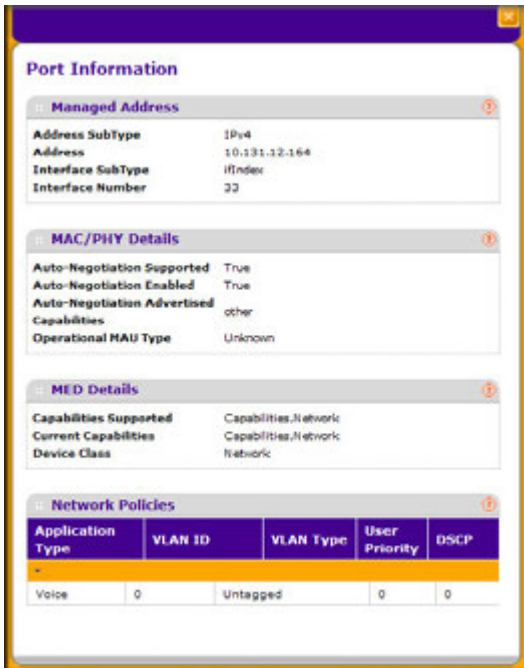 Port Information
Managed Address
Address SubType IPv4
Address 10.131.12.164
Interface SubType ifIndex
Interface Number 33
MAC/PHY Details
Auto-Negotiation Supported True
Auto-Negotiation Enabled True
Auto-Negotiation Advertised Capabilities other
Operational MAU Type Unknown
MED Details
Capabilities Supported Capabilities,Network
Current Capabilities Capabilities,Network
Device Class Network
Network Policies
Application Type VLAN ID VLAN Type User Priority DSCP
Voice 0 Untagged 0 0